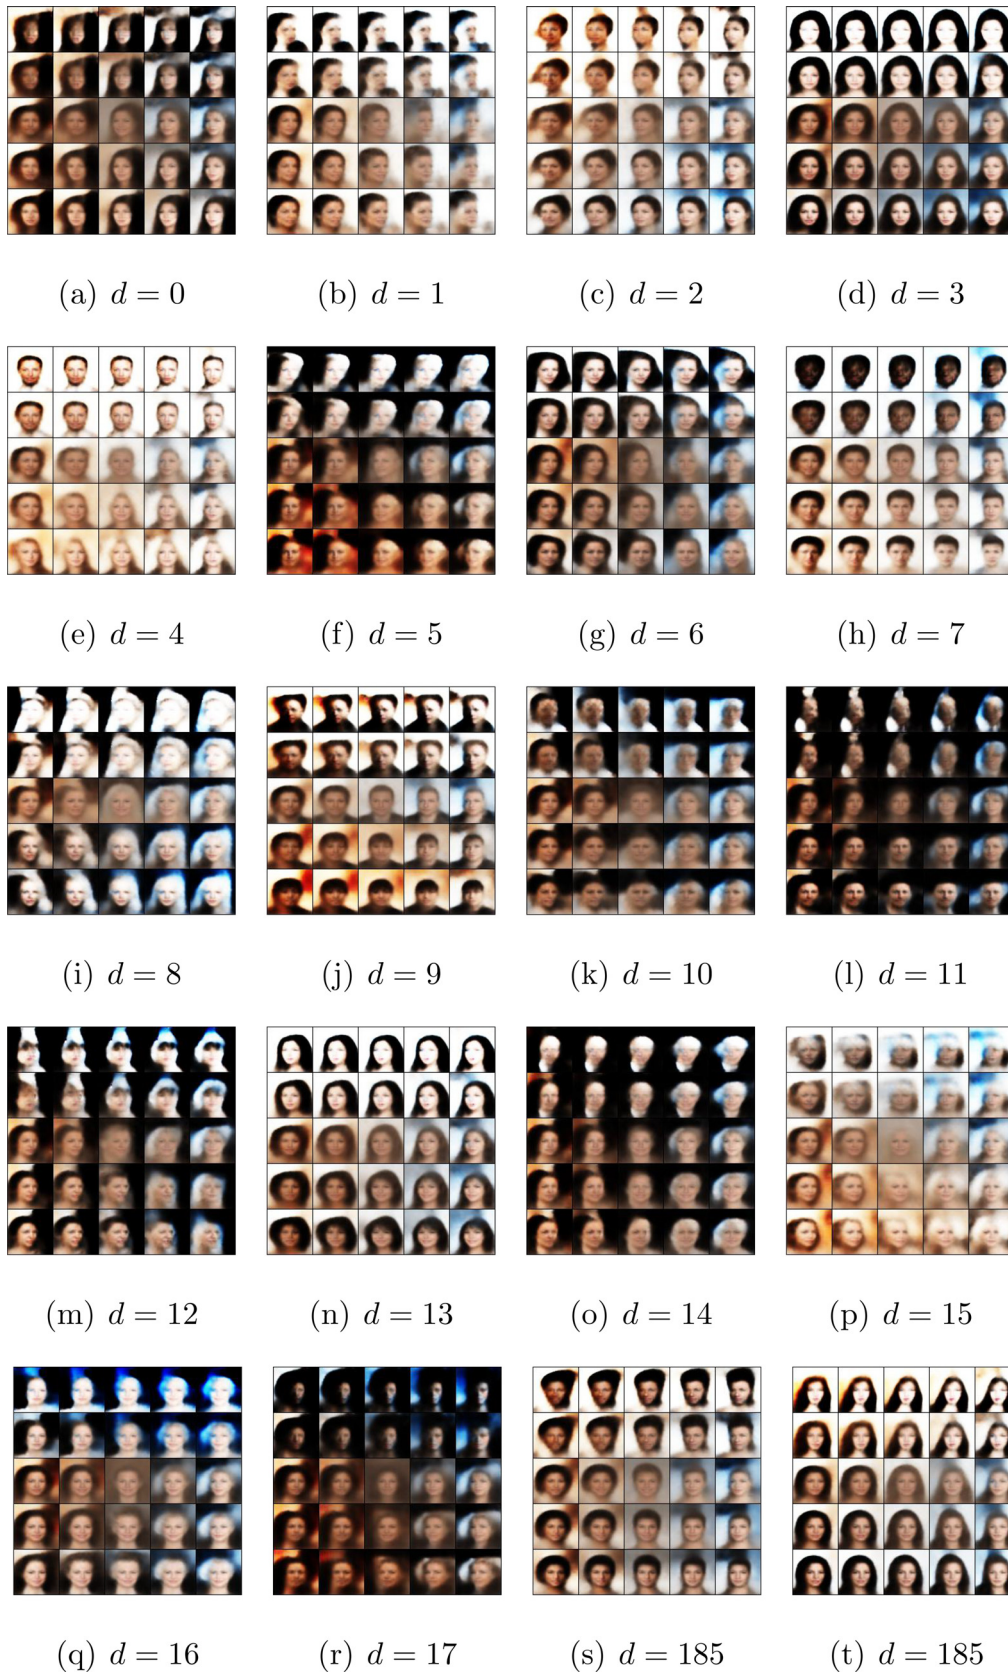 (a) d = 0 (b) d = 1 (c) d = 2 (d) d = 3
(e) d = 4 (f) d = 5 (g) d = 6 (h) d = 7
(i) d = 8 (j) d = 9 (k) d = 10 (l) d = 11
(m) d = 12 (n) d = 13 (o) d = 14 (p) d = 15
(q) d = 16 (r) d = 17 (s) d = 185 (t) d = 185